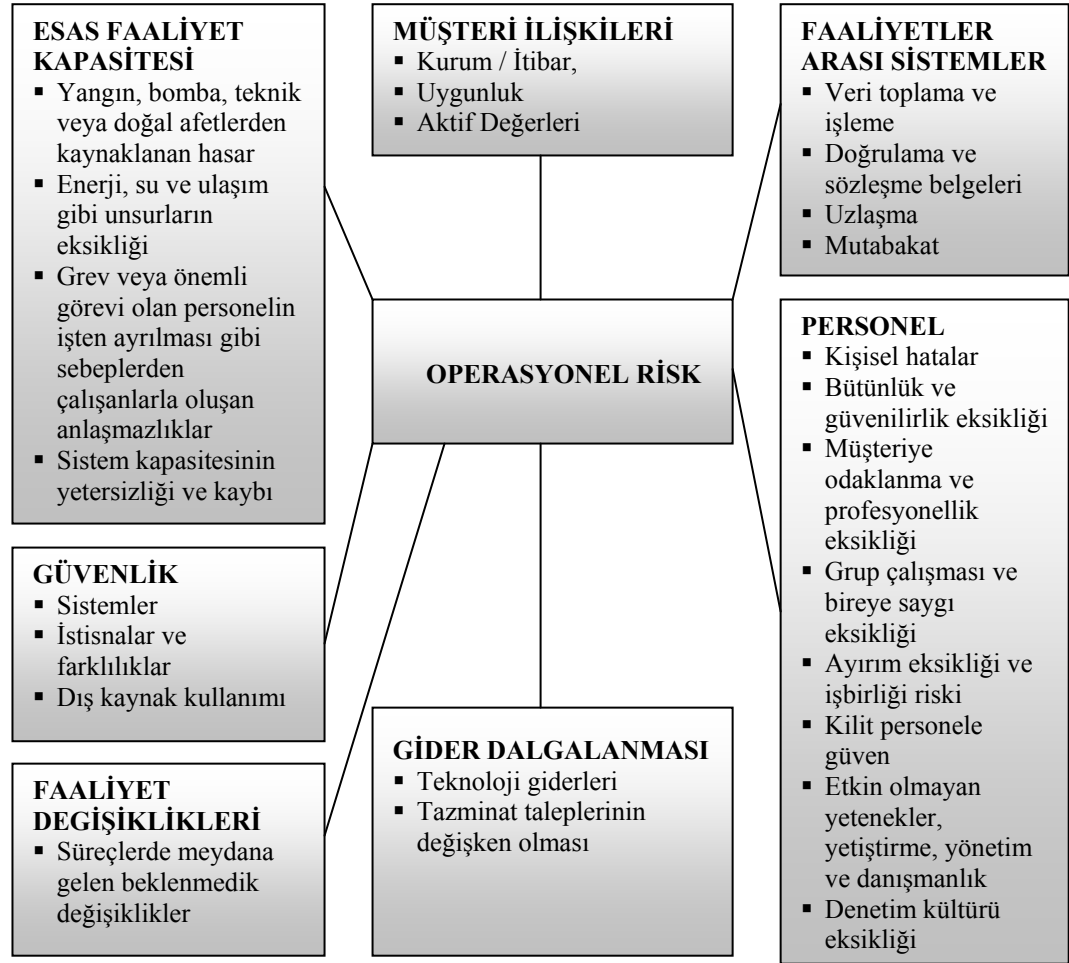 ESAS FAALİYET
KAPASİTESİ
▪ Yangın, bomba, teknik
veya doğal afetlerden
kaynaklanan hasar
▪ Enerji, su ve ulaşım
gibi unsurların
eksikliği
▪ Grev veya önemli
görevi olan personelin
işten ayrılması gibi
sebeplerden
çalışanlarla oluşan
anlaşmazlıklar
▪ Sistem kapasitesinin
yetersizliği ve kaybı
MÜŞTERİ İLİŞKİLERİ
▪ Kurum / İtibar,
▪ Uygunluk
▪ Aktif Değerleri
FAALİYETLER
ARASI SİSTEMLER
▪ Veri toplama ve
işleme
▪ Doğrulama ve
sözleşme belgeleri
▪ Uzlaşma
▪ Mutabakat
OPERASYONEL RİSK
PERSONEL
▪ Kişisel hatalar
▪ Bütünlük ve
güvenilirlik eksikliği
▪ Müşteriye
odaklanma ve
profesyonellik
eksikliği
▪ Grup çalışması ve
bireye saygı
eksikliği
▪ Ayırım eksikliği ve
işbirliği riski
▪ Kilit personele
güven
▪ Etkin olmayan
yetenekler,
yetiştirme, yönetim
ve danışmanlık
▪ Denetim kültürü
eksikliği
GÜVENLİK
▪ Sistemler
▪ İstisnalar ve
farklılıklar
▪ Dış kaynak kullanımı
FAALİYET
DEGİŞİKLİKLERİ
▪ Süreçlerde meydana
gelen beklenmedik
değişiklikler
GİDER DALGALANMASI
▪ Teknoloji giderleri
▪ Tazminat taleplerinin
değişken olması